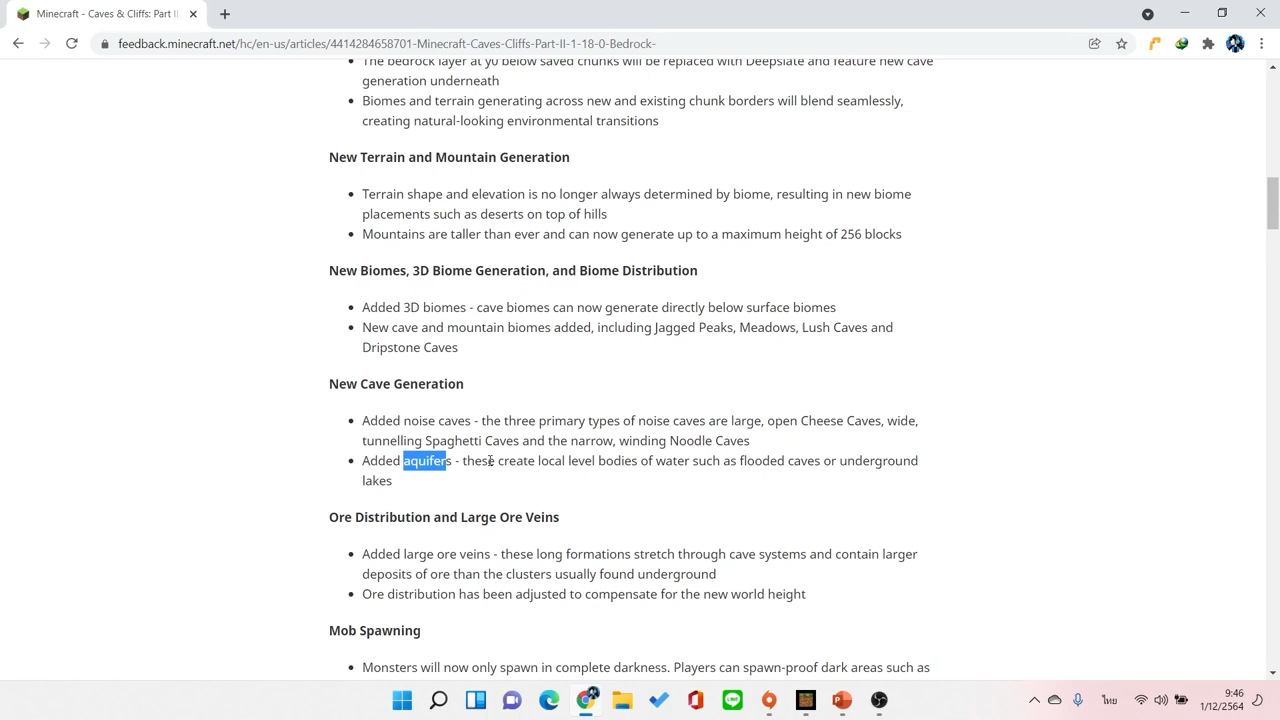 Minecraft - Caves & Cliffs: Part II
feedback.minecraft.net/hc/en-us/articles/4414284658701-Minecraft-Caves-Cliffs-Part-II-1-18-0-Bedrock-
The bedrock layer at y0 below saved chunks will be replaced with Deepslate and feature new cave
generation underneath
Biomes and terrain generating across new and existing chunk borders will blend seamlessly,
creating natural-looking environmental transitions
New Terrain and Mountain Generation
Terrain shape and elevation is no longer always determined by biome, resulting in new biome
placements such as deserts on top of hills
Mountains are taller than ever and can now generate up to a maximum height of 256 blocks
New Biomes, 3D Biome Generation, and Biome Distribution
Added 3D biomes - cave biomes can now generate directly below surface biomes
New cave and mountain biomes added, including Jagged Peaks, Meadows, Lush Caves and
Dripstone Caves
New Cave Generation
Added noise caves - the three primary types of noise caves are large, open Cheese Caves, wide,
tunnelling Spaghetti Caves and the narrow, winding Noodle Caves
Added aquifers - these create local level bodies of water such as flooded caves or underground
lakes
Ore Distribution and Large Ore Veins
Added large ore veins - these long formations stretch through cave systems and contain larger
deposits of ore than the clusters usually found underground
Ore distribution has been adjusted to compensate for the new world height
Mob Spawning
Monsters will now only spawn in complete darkness. Players can spawn-proof dark areas such as
ไทย
9:46
1/12/2564